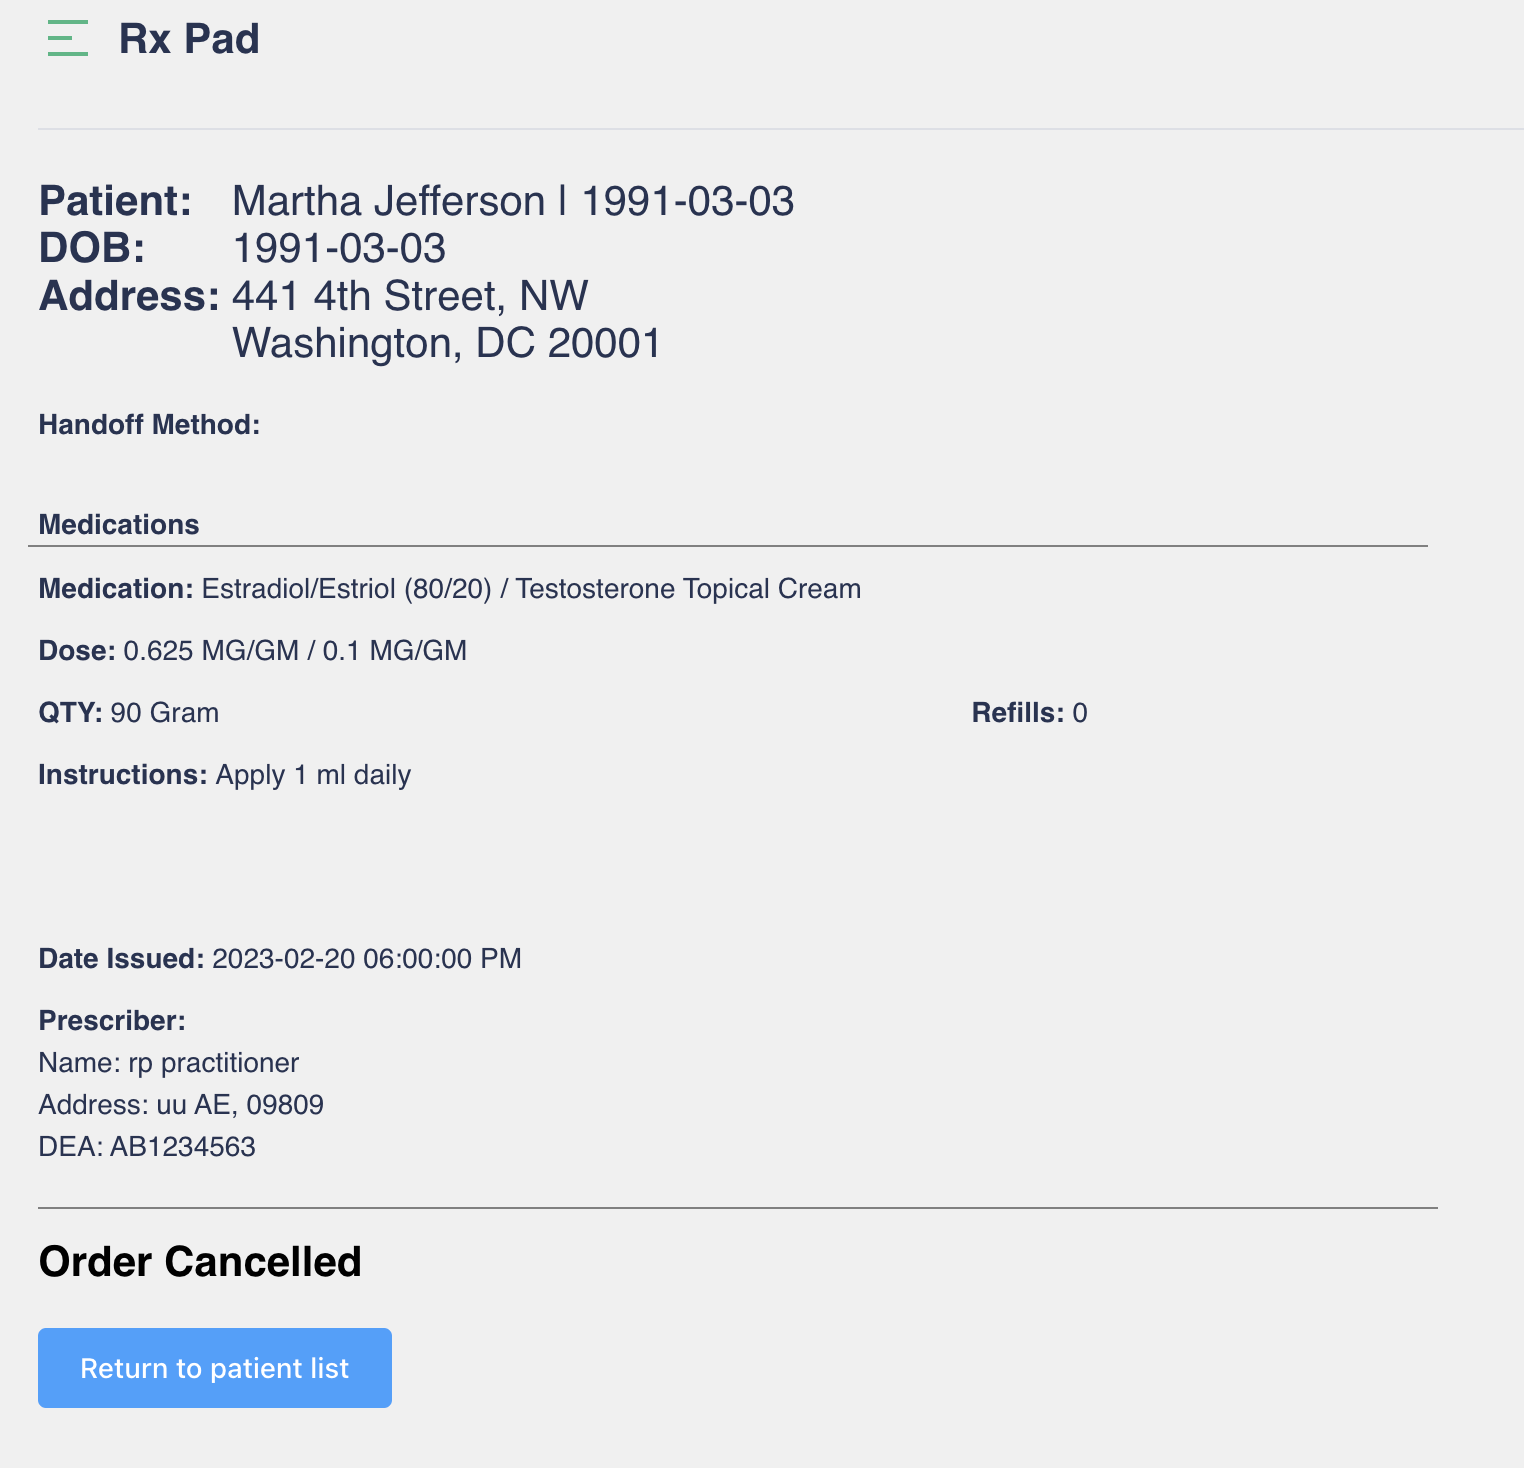 Rx Pad
Patient: Martha Jefferson | 1991-03-03
DOB: 1991-03-03
Address: 441 4th Street, NW
Washington, DC 20001
Handoff Method:
Medications
Medication: Estradiol/Estriol (80/20) / Testosterone Topical Cream
Dose: 0.625 MG/GM / 0.1 MG/GM
QTY: 90 Gram Refills: 0
Instructions: Apply 1 ml daily
Date Issued: 2023-02-20 06:00:00 PM
Prescriber:
Name: rp practitioner
Address: uu AE, 09809
DEA: AB1234563
Order Cancelled
Return to patient list